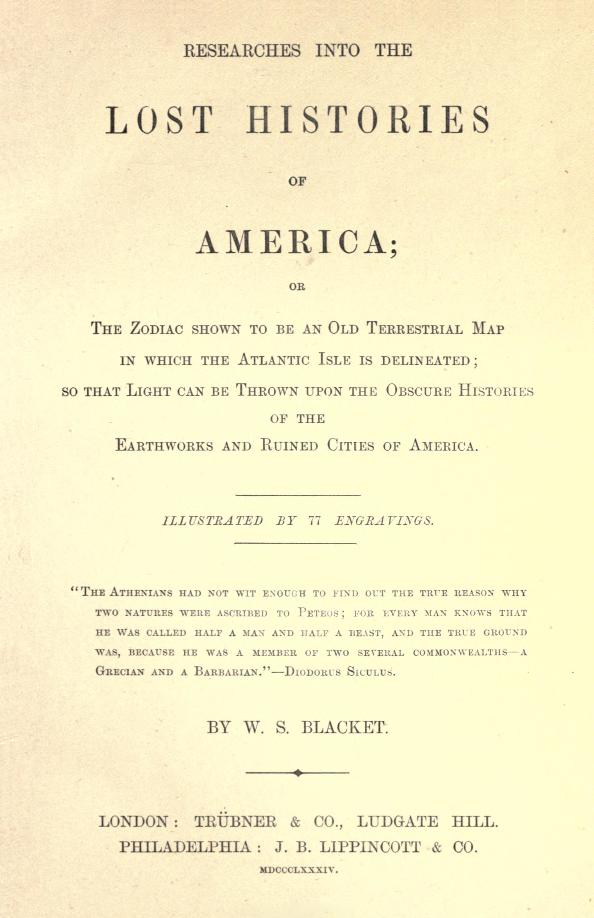 RESEARCHES INTO THE
LOST HISTORIES
OF
AMERICA;
OR
THE ZODIAC SHOWN TO BE AN OLD TERRESTRIAL MAP
IN WHICH THE ATLANTIC ISLE IS DELINEATED;
SO THAT LIGHT CAN BE THROWN UPON THE OBSCURE HISTORIES
OF THE
EARTHWORKS AND RUINED CITIES OF AMERICA.
ILLUSTRATED BY 77 ENGRAVINGS.
"THE ATHENIANS HAD NOT WIT ENOUGH TO FIND OUT THE TRUE REASON WHY
TWO NATURES WERE ASCRIBED TO PETEOS; FOR EVERY MAN KNOWS THAT
HE WAS CALLED HALF A MAN AND HALF A BEAST, AND THE TRUE GROUND
WAS, BECAUSE HE WAS A MEMBER OF TWO SEVERAL COMMONWEALTHS—A
GRECIAN AND A BARBARIAN."—DIODORUS SICULUS.
BY W. S. BLACKET.
LONDON: TRÜBNER & CO., LUDGATE HILL.
PHILADELPHIA: J. B. LIPPINCOTT & CO.
MDCCCLXXXIV.